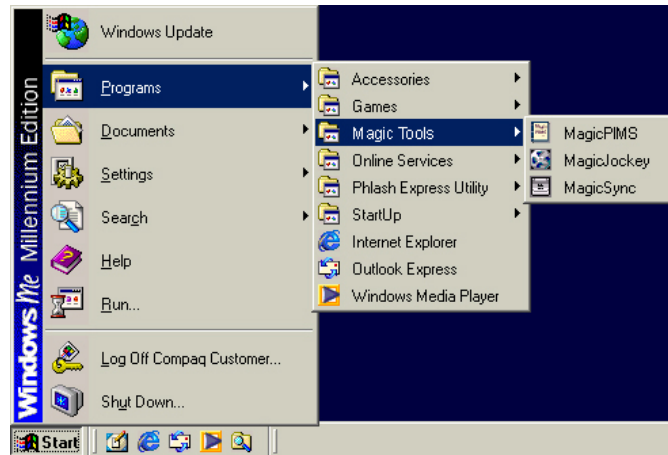 Windows Me Millennium Edition
Windows Update
Programs
Documents
Settings
Search
Help
Run...
Log Off Compaq Customer...
Shut Down...
Accessories
Games
Magic Tools
Online Services
Phlash Express Utility
StartUp
Internet Explorer
Outlook Express
Windows Media Player
MagicPIMS
MagicJockey
MagicSync
Start